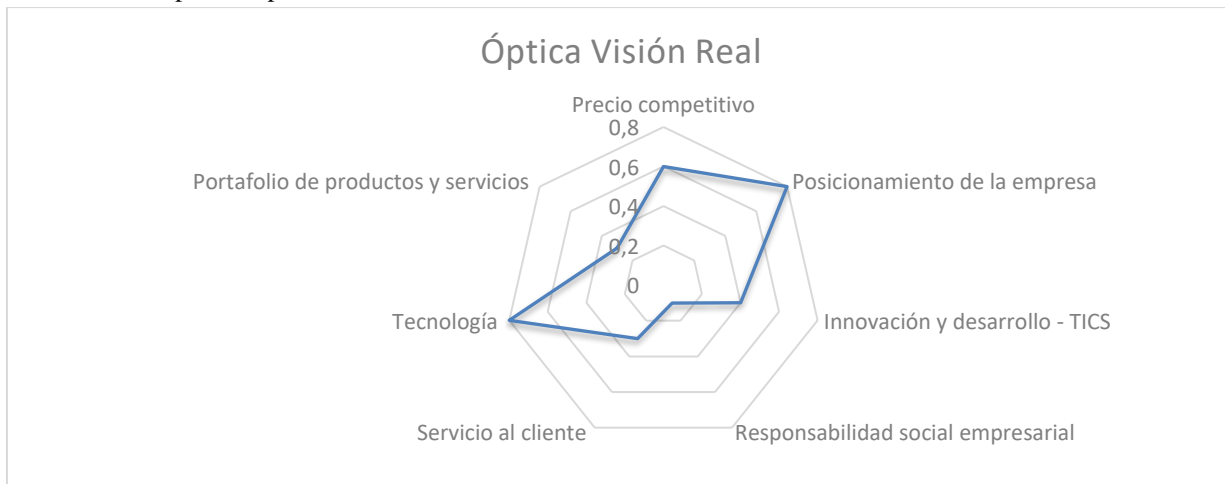 Óptica Visión Real
Precio competitivo
0,8
0,6
0,4
0,2
0
Posicionamiento de la empresa
Innovación y desarrollo - TICS
Responsabilidad social empresarial
Servicio al cliente
Tecnología
Portafolio de productos y servicios